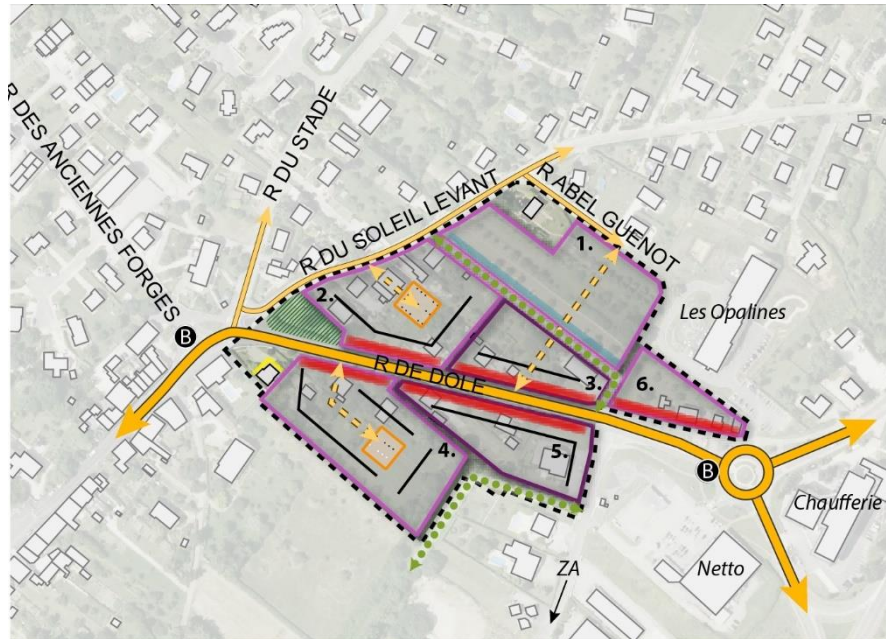 R DES ANCIENNES FORGES
R DU STADE
R DU SOLEIL LEVANT
R ABEL GUENOT
1.
2.
Les Opalines
B
R DE DOLE
3.
6.
4.
5.
B
Chaufferie
ZA
Netto